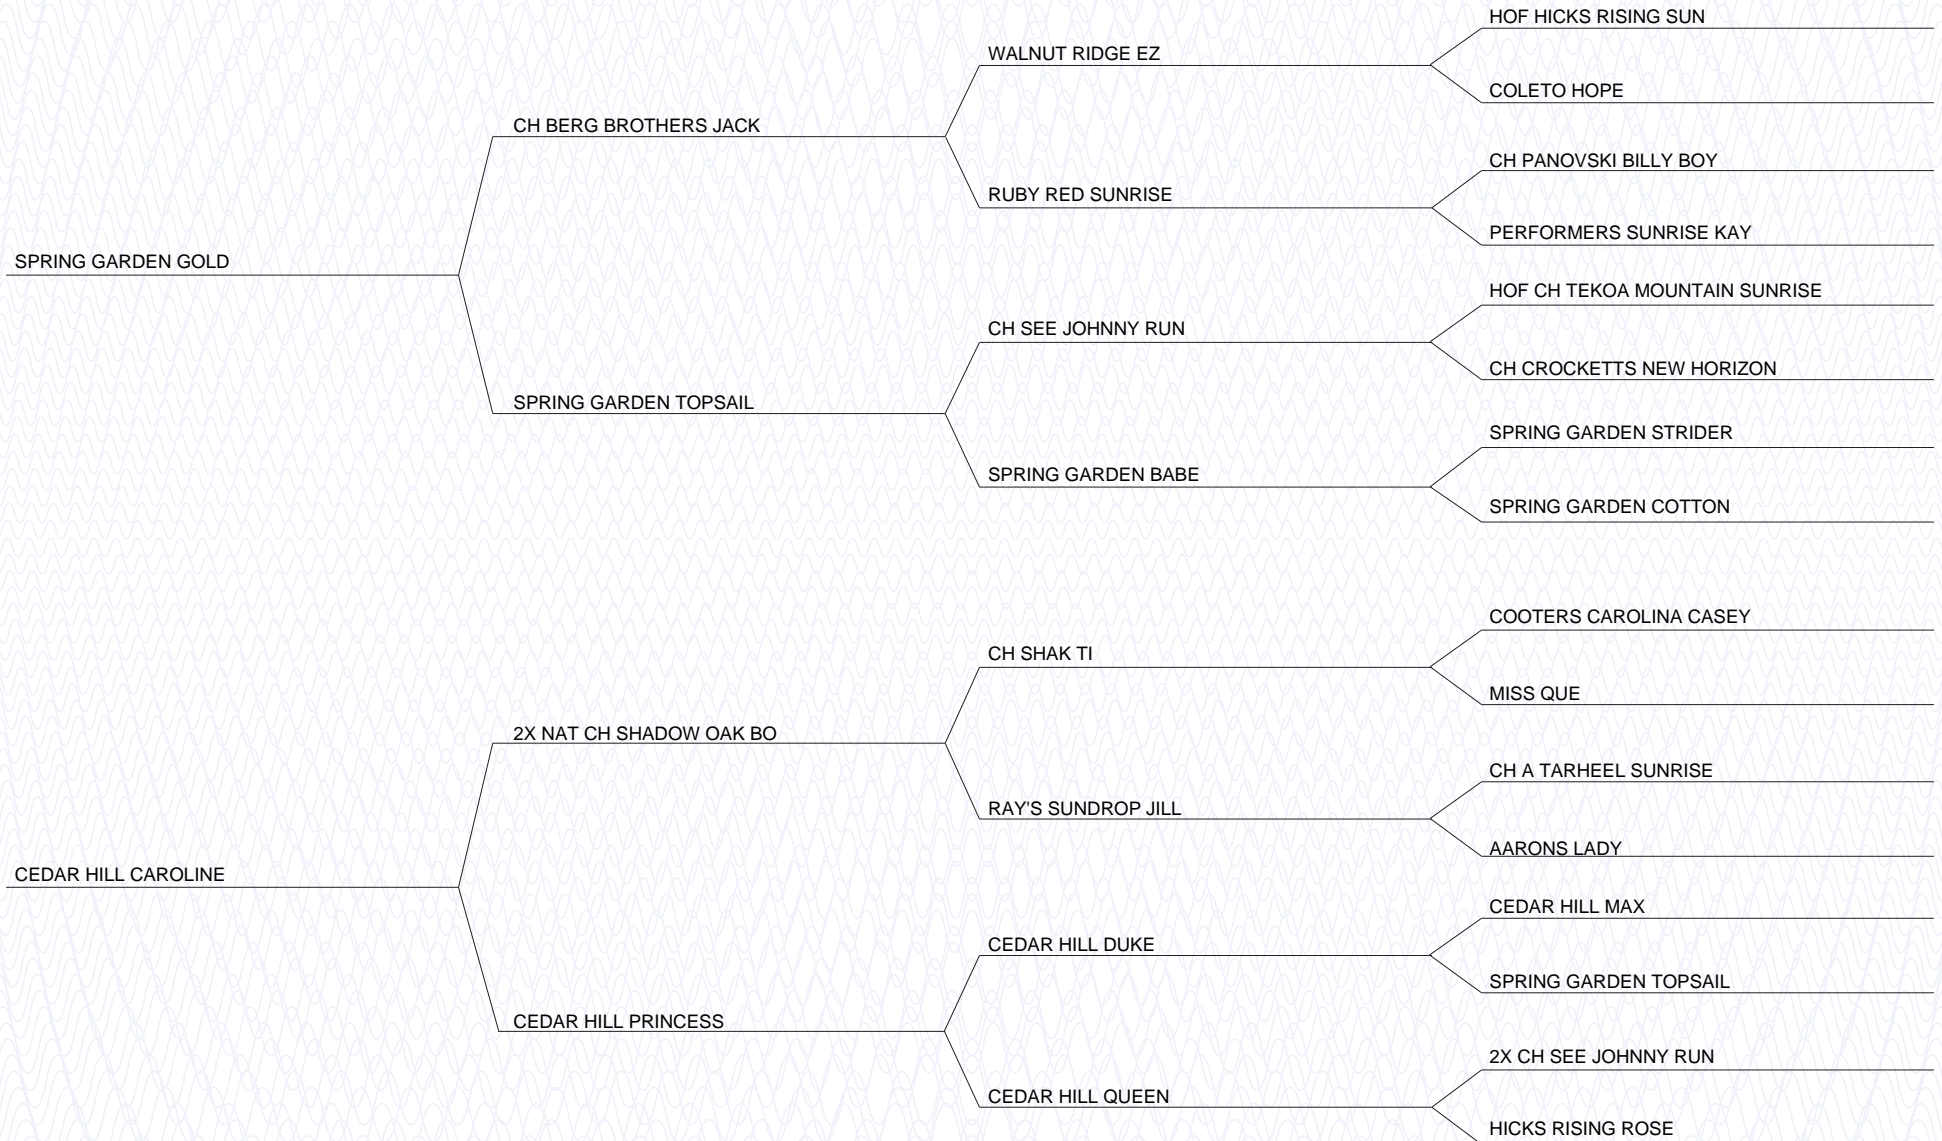 HOF HICKS RISING SUN
WALNUT RIDGE EZ
COLETO HOPE
CH BERG BROTHERS JACK
CH PANOVSKI BILLY BOY
RUBY RED SUNRISE
PERFORMERS SUNRISE KAY
SPRING GARDEN GOLD
HOF CH TEKOA MOUNTAIN SUNRISE
CH SEE JOHNNY RUN
CH CROCKETTS NEW HORIZON
SPRING GARDEN TOPSAIL
SPRING GARDEN STRIDER
SPRING GARDEN BABE
SPRING GARDEN COTTON
COOTERS CAROLINA CASEY
CH SHAK TI
MISS QUE
2X NAT CH SHADOW OAK BO
CH A TARHEEL SUNRISE
RAY'S SUNDROP JILL
AARONS LADY
CEDAR HILL CAROLINE
CEDAR HILL MAX
CEDAR HILL DUKE
SPRING GARDEN TOPSAIL
CEDAR HILL PRINCESS
2X CH SEE JOHNNY RUN
CEDAR HILL QUEEN
HICKS RISING ROSE